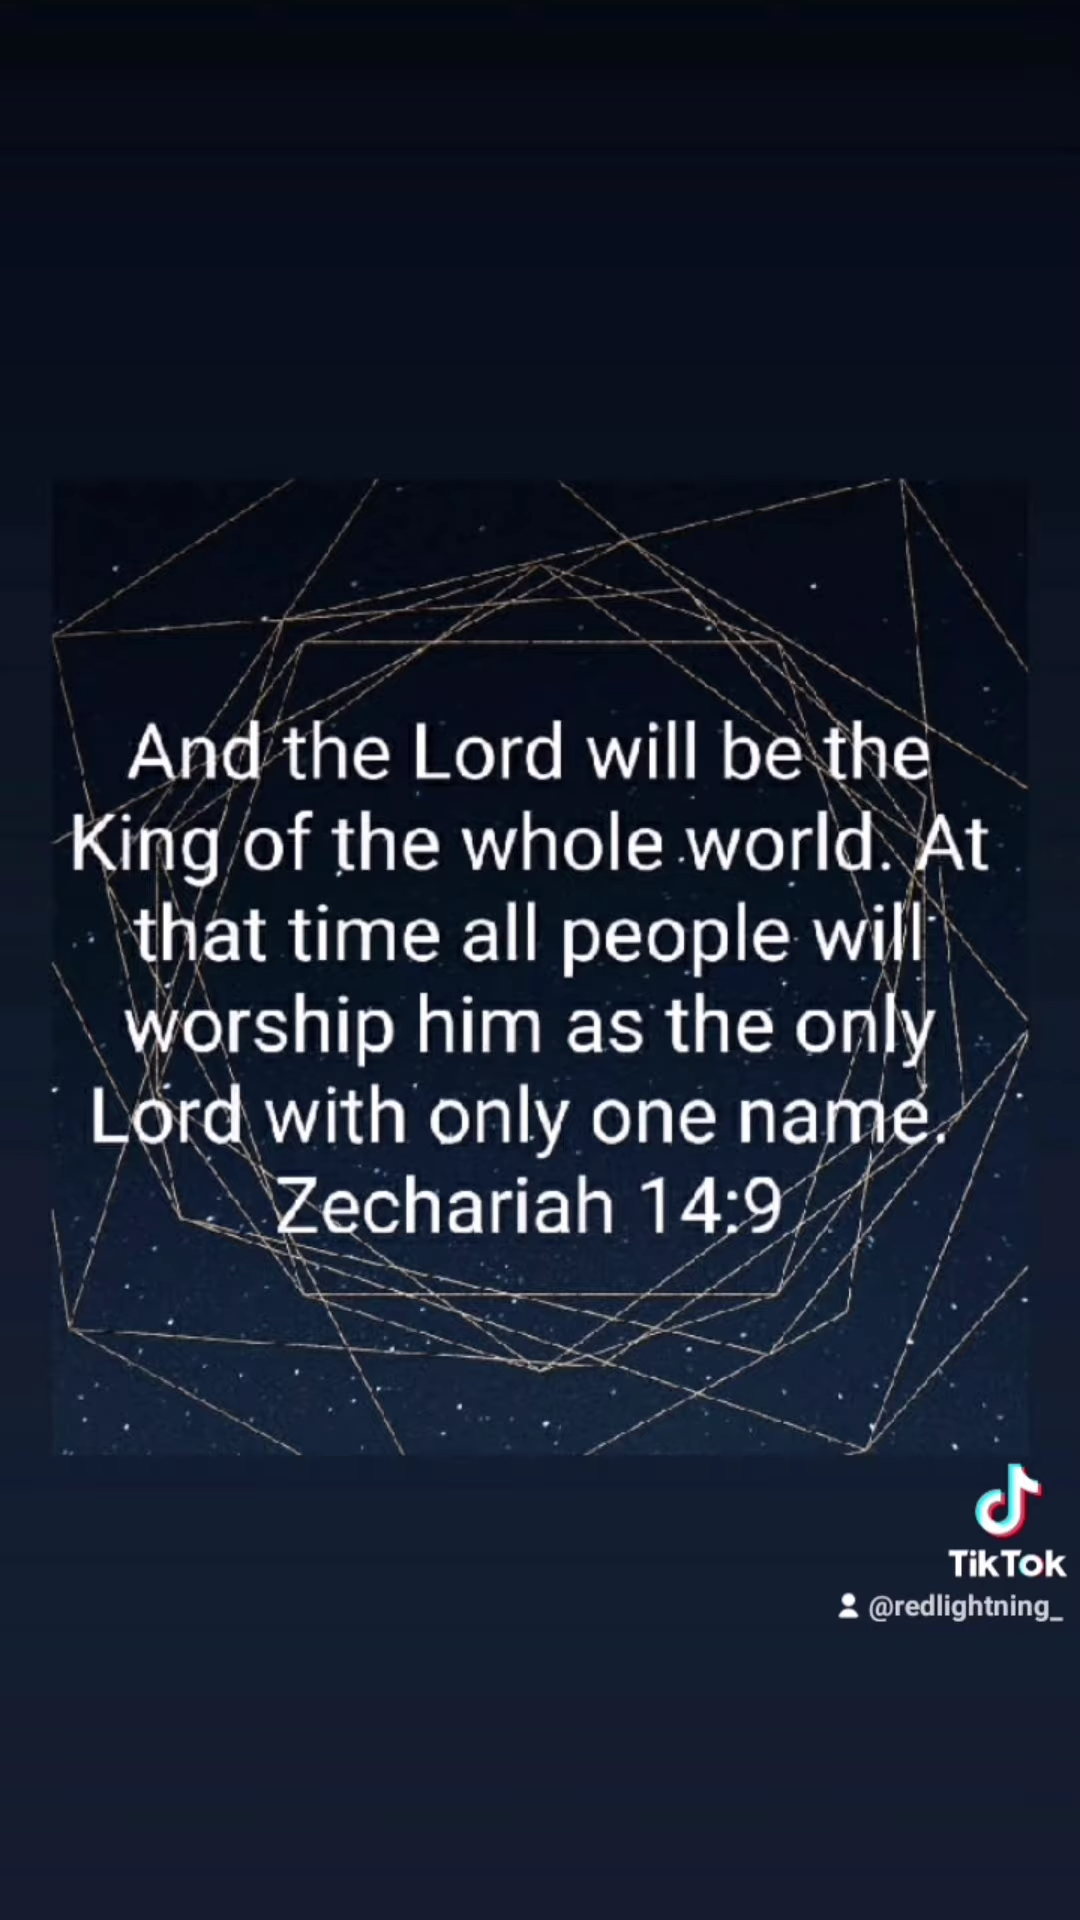 And the Lord will be the
King of the whole world. At
that time all people will
worship him as the only
Lord with only one name.
Zechariah 14:9
TikTok
@redlightning_